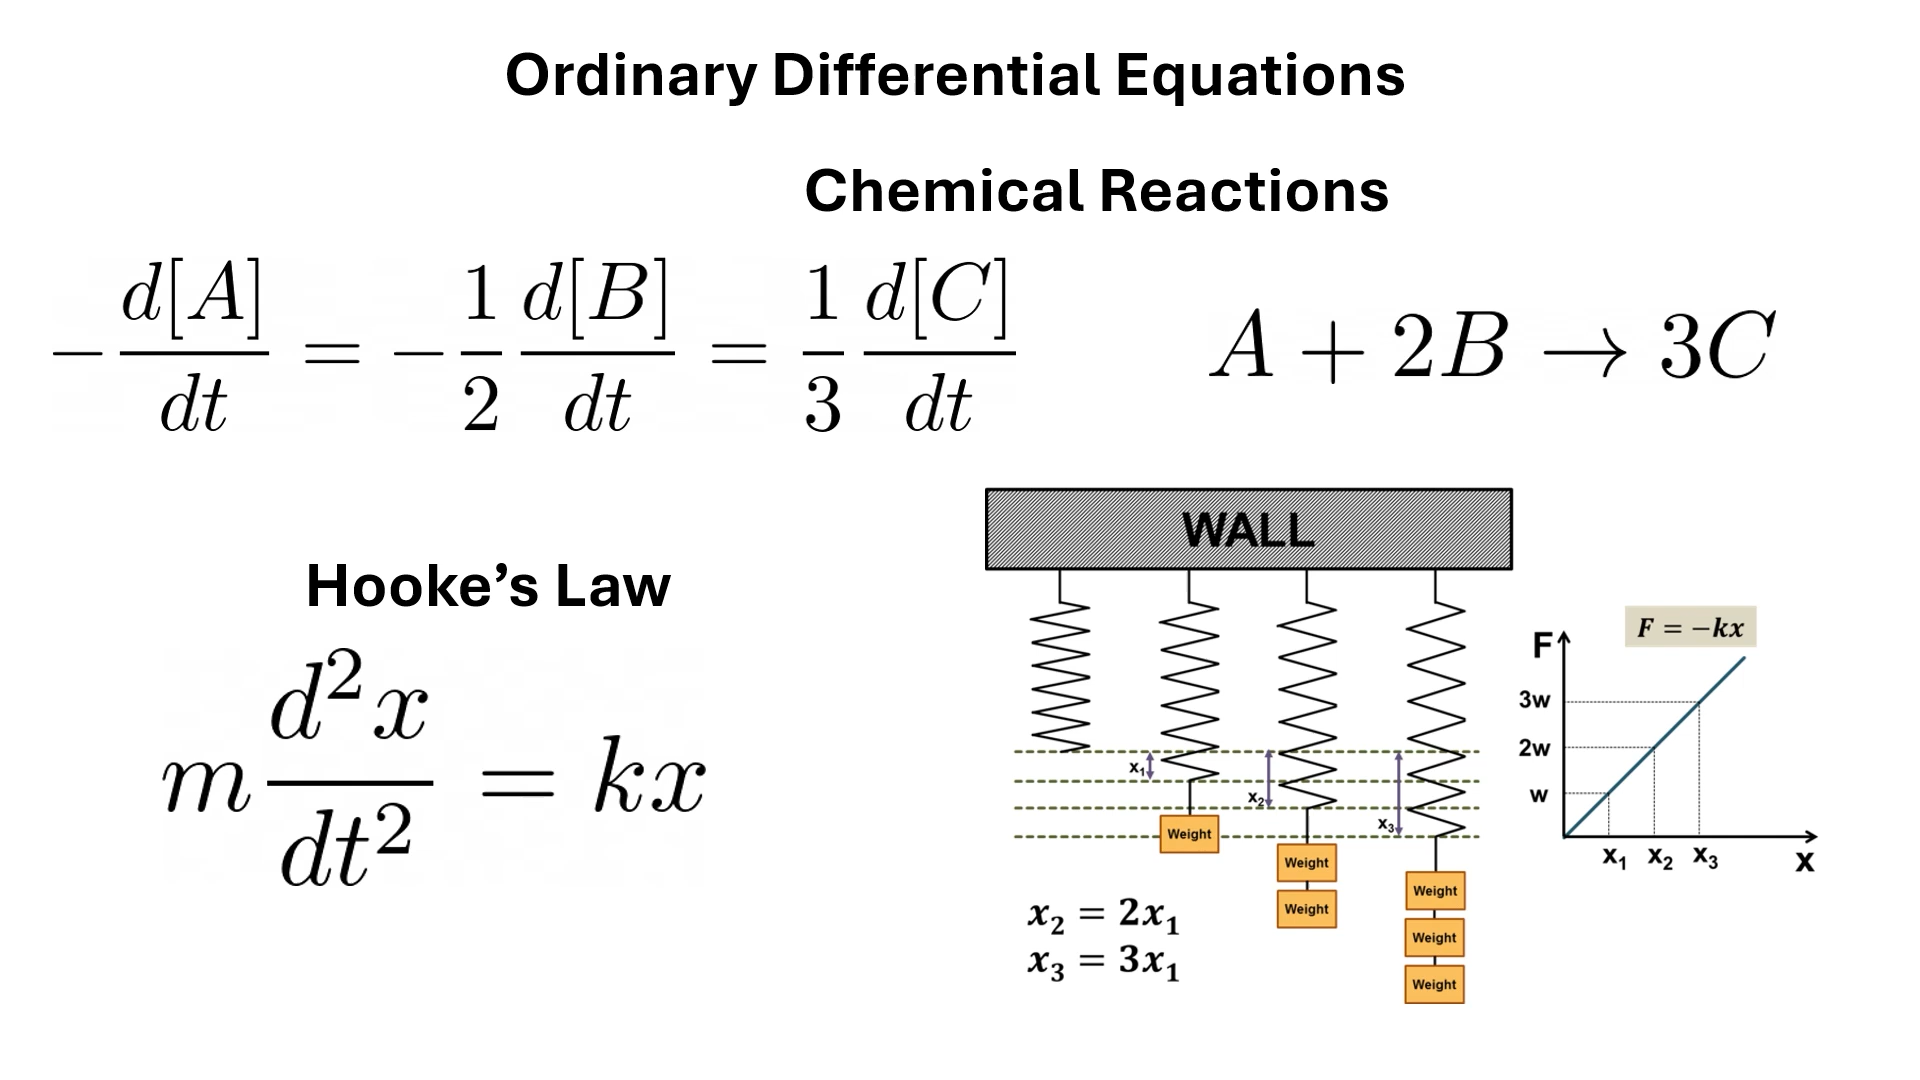 Ordinary Differential Equations
Chemical Reactions
− d[A]/dt = − 1/2 d[B]/dt = 1/3 d[C]/dt
A + 2B → 3C
Hooke’s Law
m d²x/dt² = kx
WALL
x₁
x₂
x₃
Weight
Weight
Weight
Weight
Weight
Weight
x₂ = 2x₁
x₃ = 3x₁
F = −kx
F
3w
2w
w
x₁ x₂ x₃
x